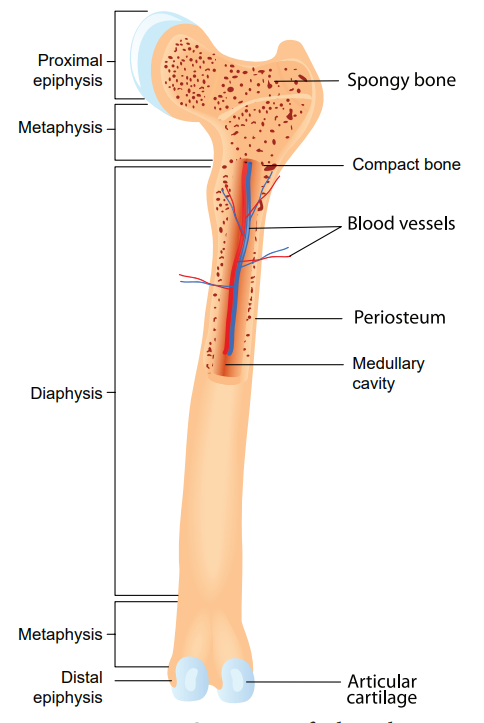 Proximal
epiphysis
Spongy bone
Metaphysis
Compact bone
Blood vessels
Periosteum
Medullary
cavity
Diaphysis
Metaphysis
Distal
epiphysis
Articular
cartilage